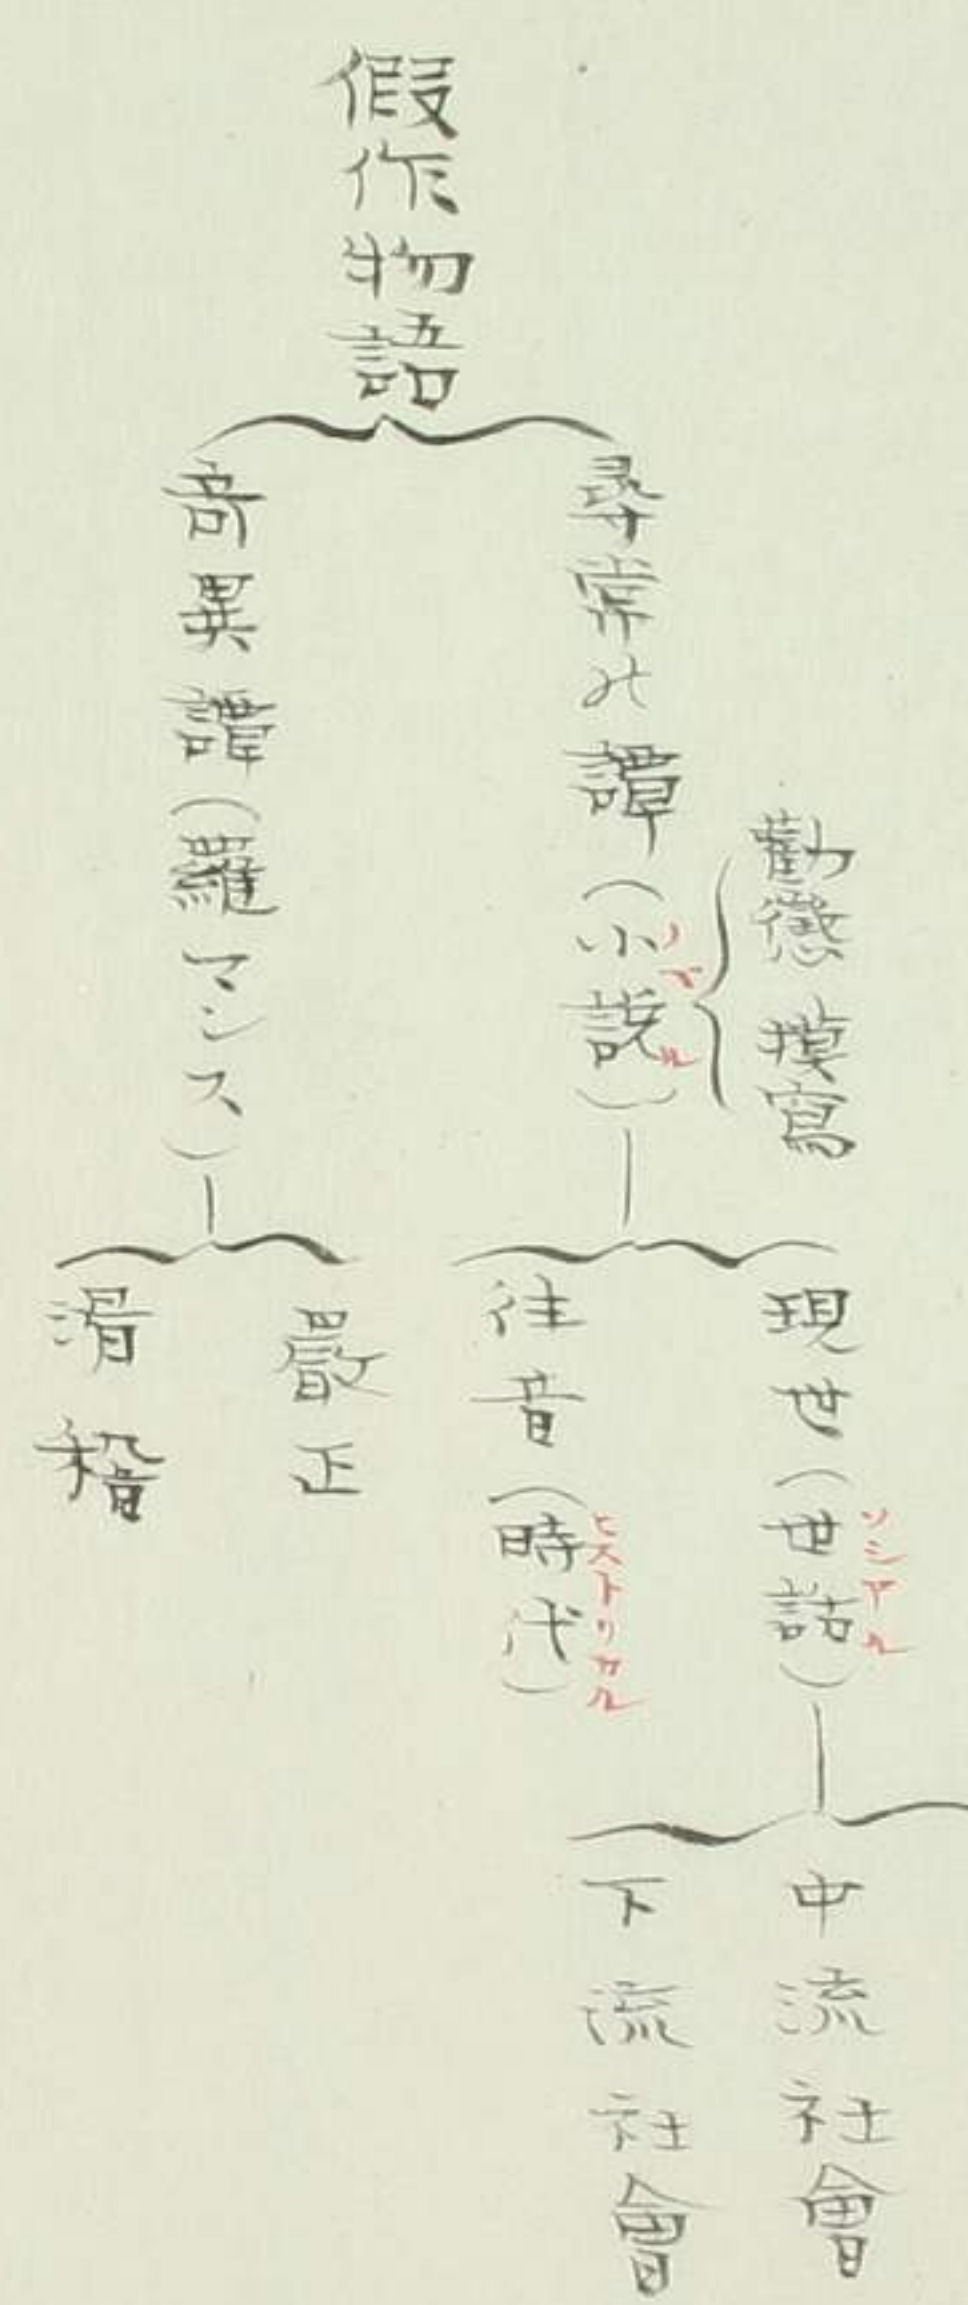 假作物語
尋常の譚(小説)
ノベル
勸懲
摸寫
現世(世話)
ソシアル
中流社會
下流社會
往昔(時代)
ヒストリカル
奇異譚(羅マンス)
嚴正
滑稽